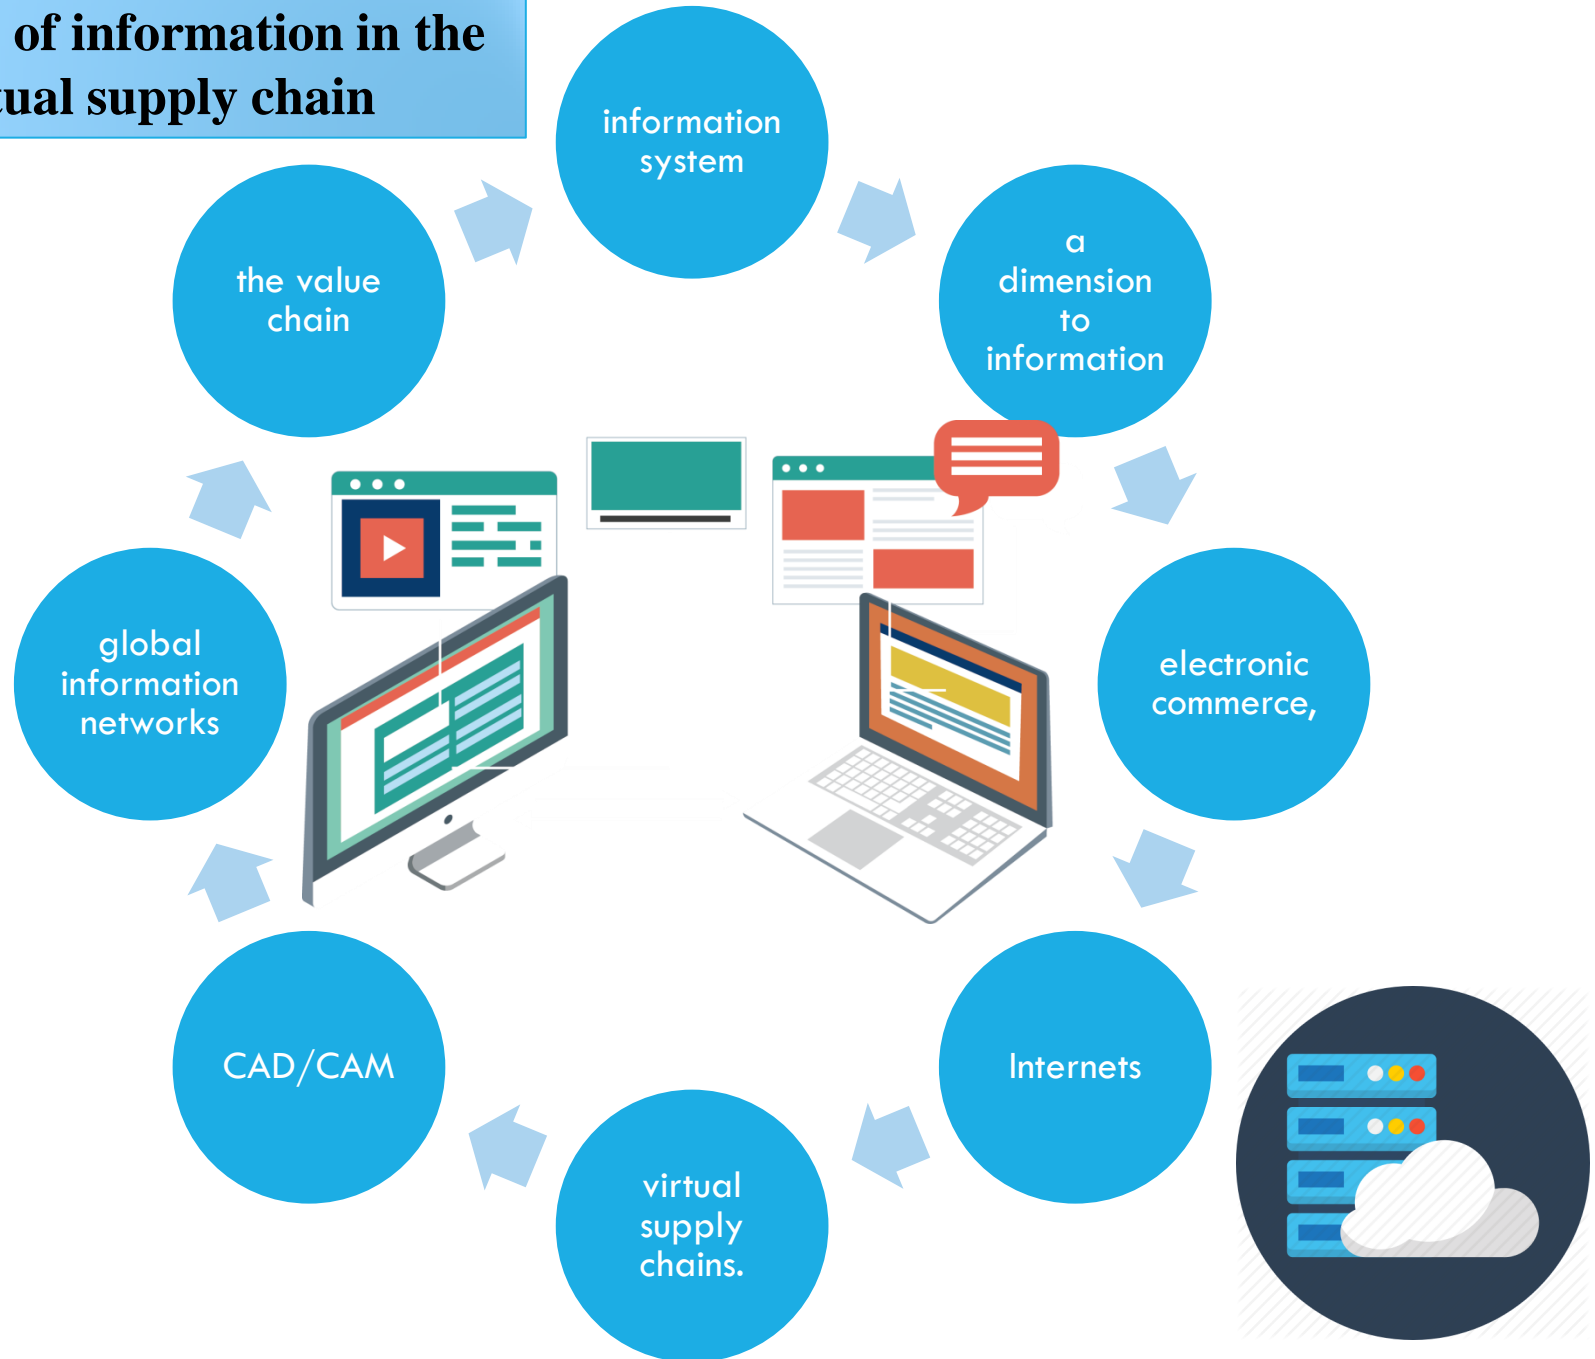 of information in the
tual supply chain
information
system
a
dimension
to
information
electronic
commerce,
Internets
virtual
supply
chains.
CAD/CAM
global
information
networks
the value
chain